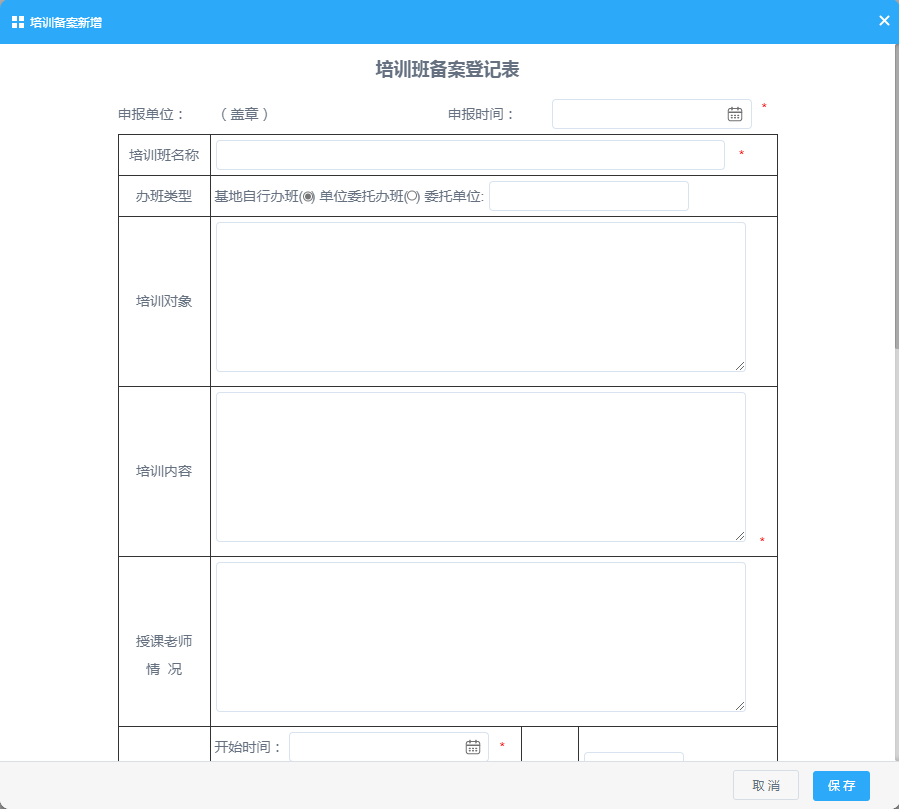 培训备案新增
培训班备案登记表
申报单位： （盖章） 申报时间： *
培训班名称 *
办班类型 基地自行办班() 单位委托办班() 委托单位:
培训对象
培训内容 *
授课老师
情 况
开始时间： *
取消 保存